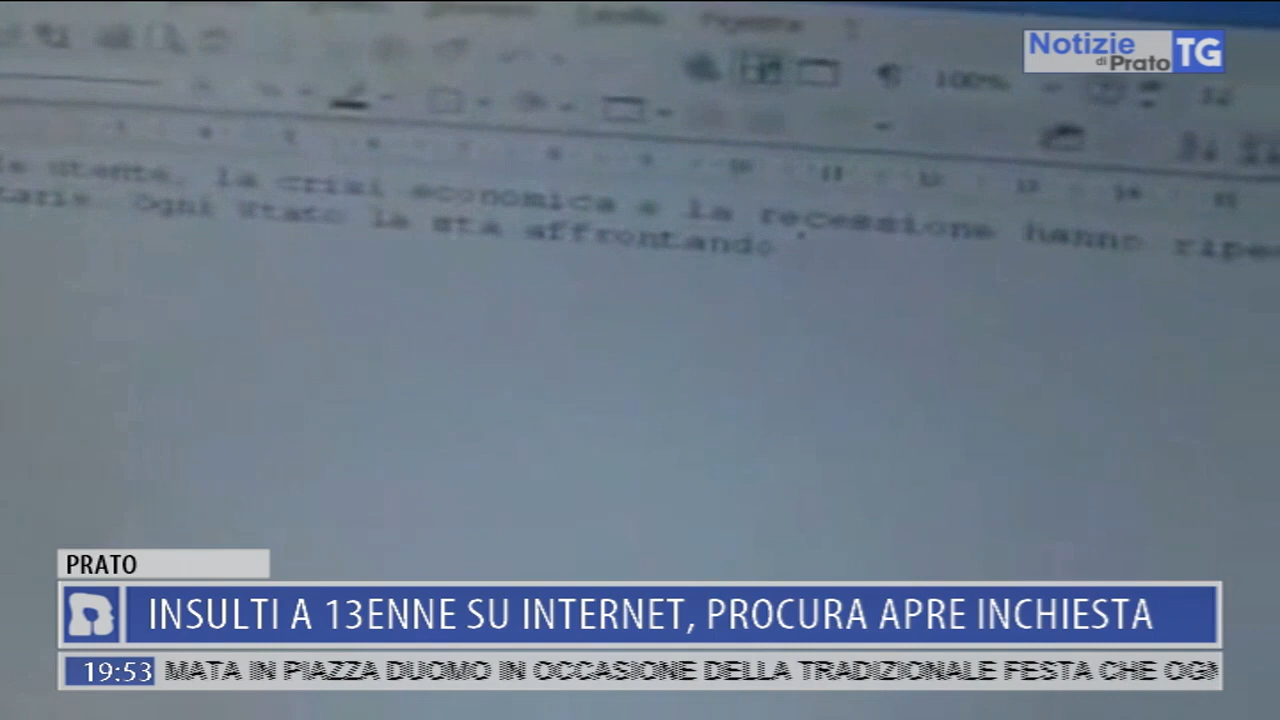 Notizie
di Prato TG
100%
utente, la crisi economica e la recessione hanno
Ogni Stato la sta affrontando
PRATO
INSULTI A 13ENNE SU INTERNET, PROCURA APRE INCHIESTA
19:53 MATA IN PIAZZA DUOMO IN OCCASIONE DELLA TRADIZIONALE FESTA CHE OGN